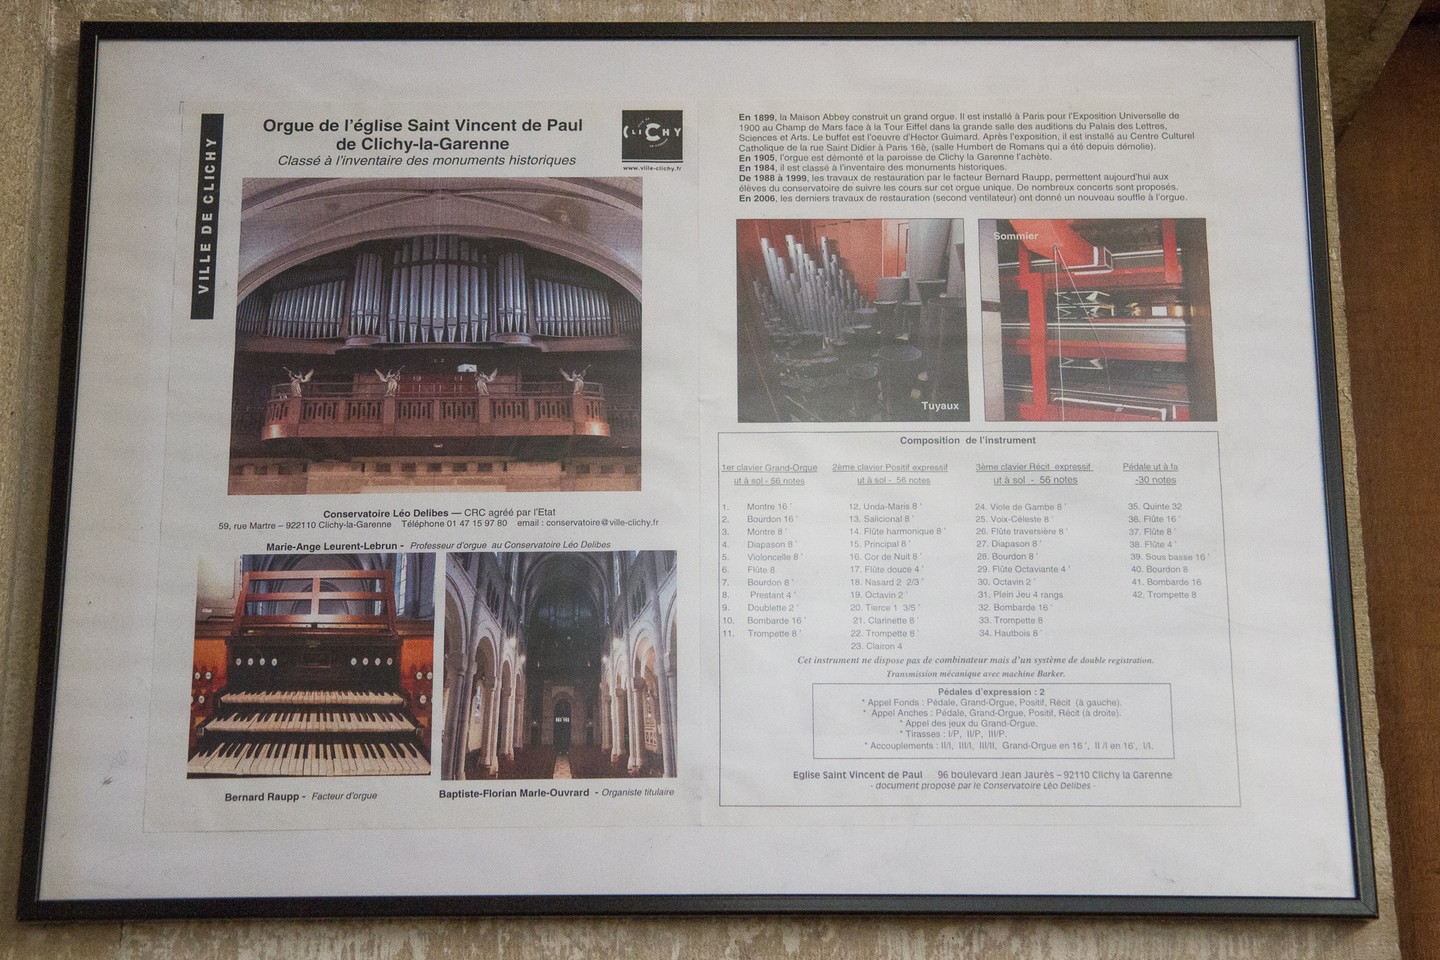 VILLE DE CLICHY
Orgue de l'église Saint Vincent de Paul
de Clichy-la-Garenne
Classé à l'inventaire des monuments historiques
CLICHY
www.ville-clichy.fr
Conservatoire Léo Delibes — CRC agréé par l'Etat
59, rue Martre – 922110 Clichy-la-Garenne Téléphone 01 47 15 97 80 email : conservatoire@ville-clichy.fr
Marie-Ange Leurent-Lebrun - Professeur d'orgue au Conservatoire Léo Delibes
Bernard Raupp - Facteur d'orgue
Baptiste-Florian Marle-Ouvrard - Organiste titulaire
En 1899, la Maison Abbey construit un grand orgue. Il est installé à Paris pour l'Exposition Universelle de
1900 au Champ de Mars face à la Tour Eiffel dans la grande salle des auditions du Palais des Lettres,
Sciences et Arts. Le buffet est l'oeuvre d'Hector Guimard. Après l'exposition, il est installé au Centre Culturel
Catholique de la rue Saint Didier à Paris 16è, (salle Humbert de Romans qui a été depuis démolie).
En 1905, l'orgue est démonté et la paroisse de Clichy la Garenne l'achète.
En 1984, il est classé à l'inventaire des monuments historiques.
De 1988 à 1999, les travaux de restauration par le facteur Bernard Raupp, permettent aujourd'hui aux
élèves du conservatoire de suivre les cours sur cet orgue unique. De nombreux concerts sont proposés.
En 2006, les derniers travaux de restauration (second ventilateur) ont donné un nouveau souffle à l'orgue.
Tuyaux
Sommier
Composition de l'instrument
1er clavier Grand-Orgue
ut à sol - 56 notes
1. Montre 16 '
2. Bourdon 16 '
3. Montre 8 '
4. Diapason 8 '
5. Violoncelle 8 '
6. Flûte 8
7. Bourdon 8 '
8. Prestant 4 '
9. Doublette 2 '
10. Bombarde 16 '
11. Trompette 8 '
2ème clavier Positif expressif
ut à sol - 56 notes
12. Unda-Maris 8 '
13. Salicional 8 '
14. Flûte harmonique 8 '
15. Principal 8 '
16. Cor de Nuit 8 '
17. Flûte douce 4 '
18. Nasard 2 2/3 '
19. Octavin 2 '
20. Tierce 1 3/5 '
21. Clarinette 8 '
22. Trompette 8 '
23. Clairon 4
3ème clavier Récit expressif
ut à sol - 56 notes
24. Viole de Gambe 8 '
25. Voix-Céleste 8 '
26. Flûte traversière 8 '
27. Diapason 8 '
28. Bourdon 8 '
29. Flûte Octaviante 4 '
30. Octavin 2 '
31. Plein Jeu 4 rangs
32. Bombarde 16 '
33. Trompette 8
34. Hautbois 8 '
Pédale ut à fa
-30 notes
35. Quinte 32
36. Flûte 16 '
37. Flûte 8 '
38. Flûte 4 '
39. Sous basse 16 '
40. Bourdon 8
41. Bombarde 16
42. Trompette 8
Cet instrument ne dispose pas de combinateur mais d'un système de double registration.
Transmission mécanique avec machine Barker.
Pédales d'expression : 2
* Appel Fonds : Pédale, Grand-Orgue, Positif, Récit (à gauche).
* Appel Anches : Pédale, Grand-Orgue, Positif, Récit (à droite).
* Appel des jeux du Grand-Orgue.
* Tirasses : I/P, II/P, III/P.
* Accouplements : II/I, III/I, III/II, Grand-Orgue en 16 ', II /I en 16', I/I.
Eglise Saint Vincent de Paul 96 boulevard Jean Jaurès – 92110 Clichy la Garenne
- document proposé par le Conservatoire Léo Delibes -